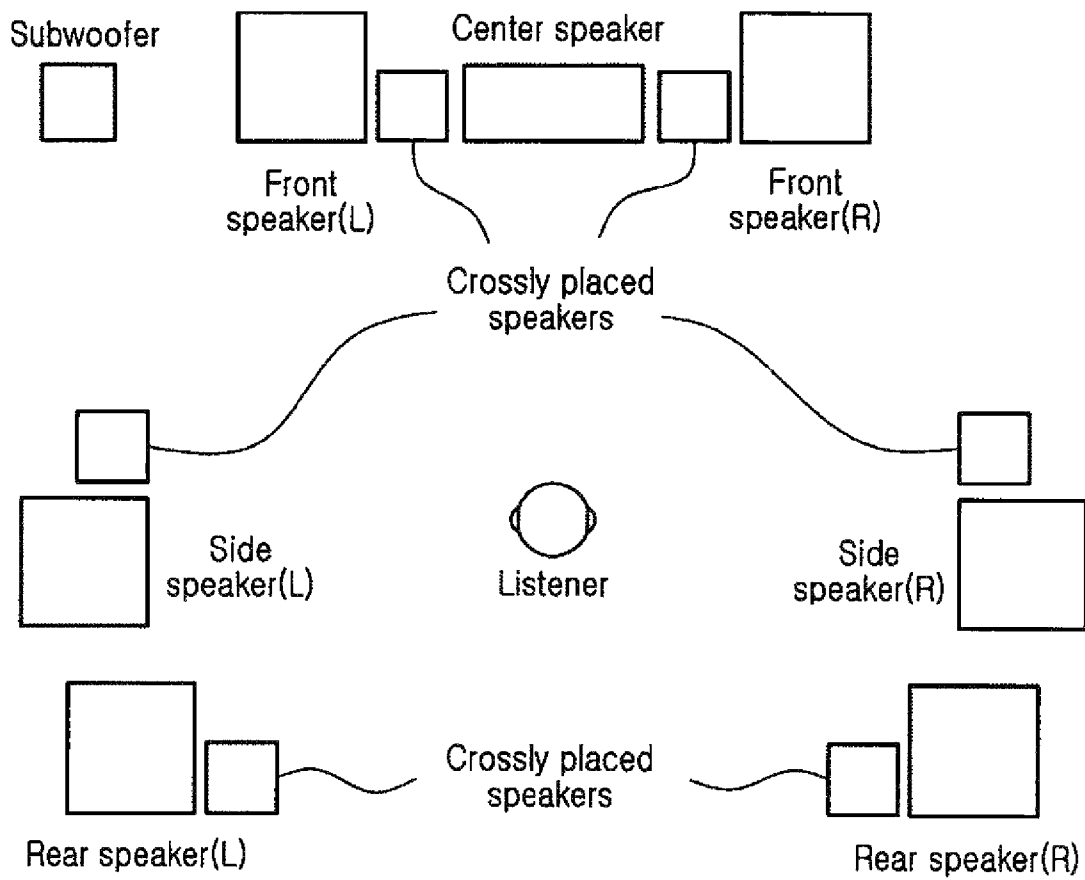 Subwoofer
Center speaker
Front
speaker(L)
Front
speaker(R)
Crossly placed
speakers
Side
speaker(L)
Listener
Side
speaker(R)
Crossly placed
speakers
Rear speaker(L)
Rear speaker(R)